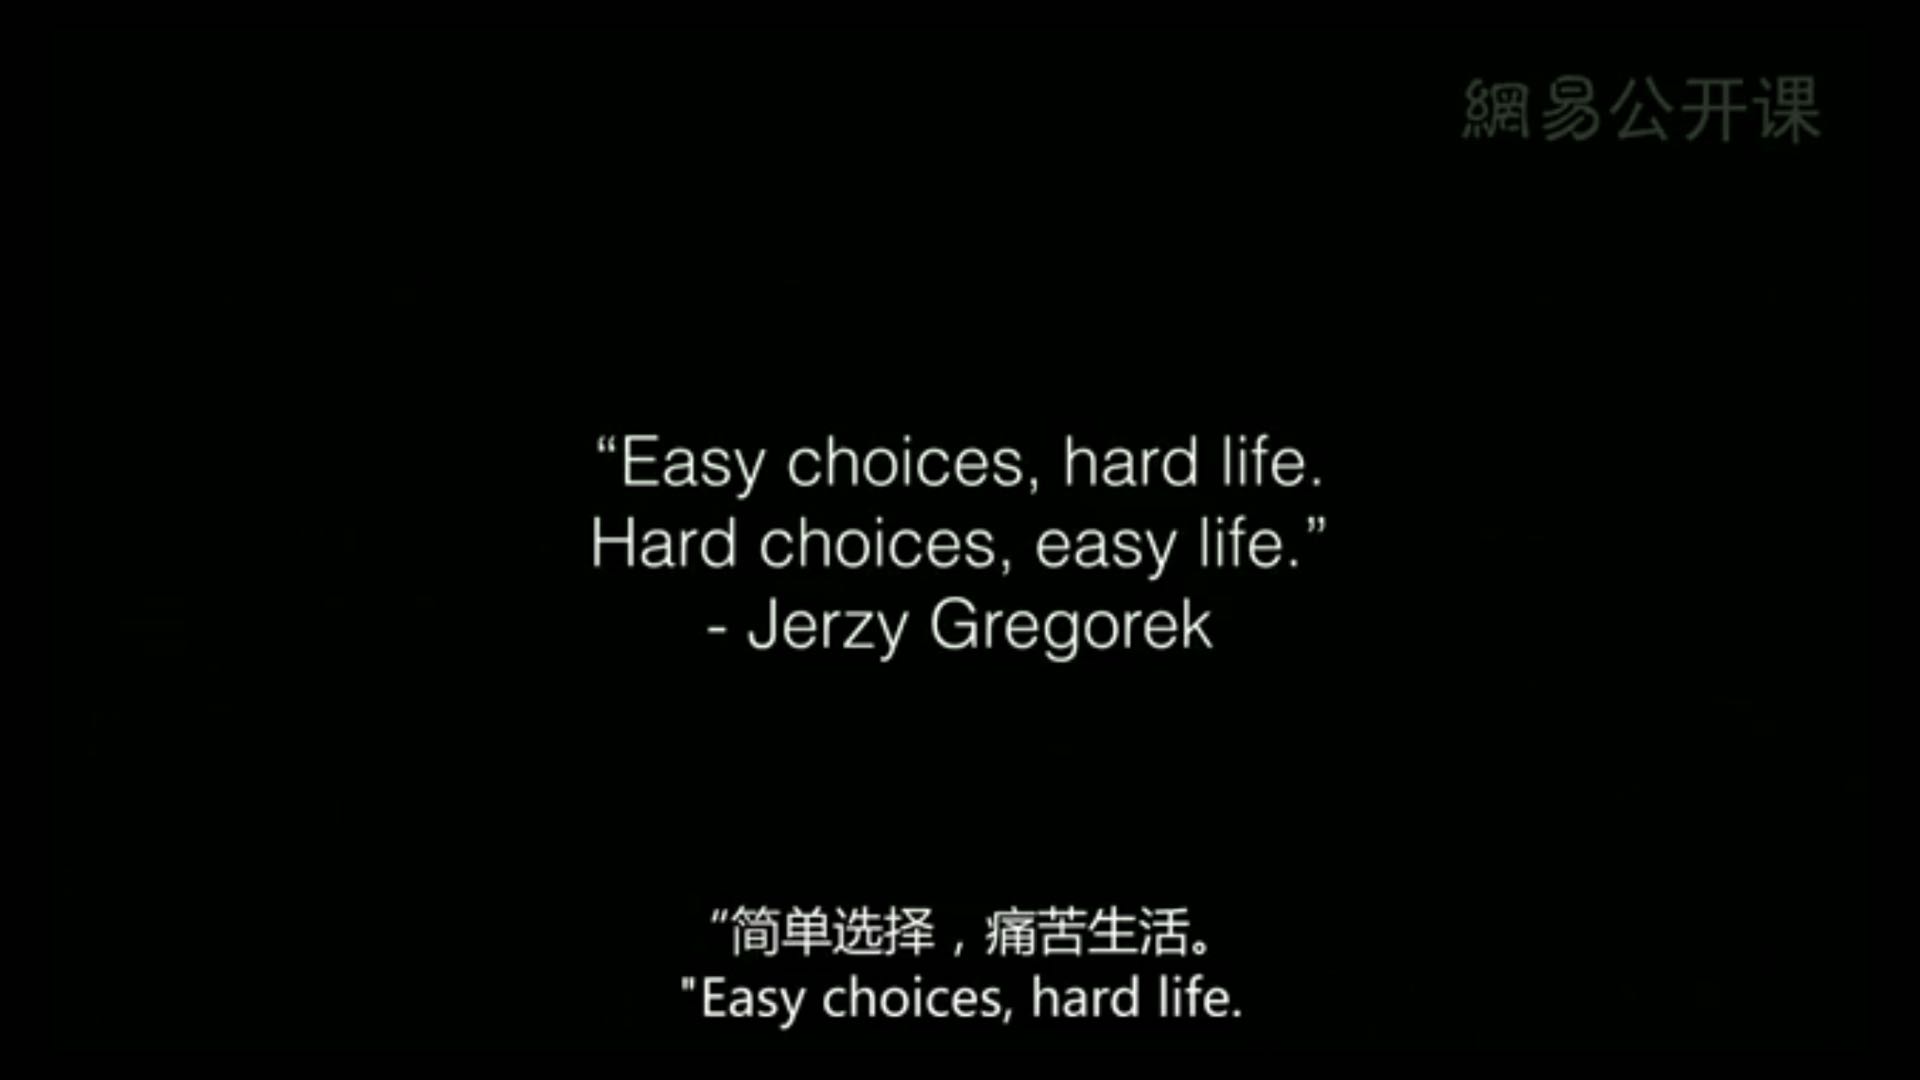 網易公开课
“Easy choices, hard life.
Hard choices, easy life.”
- Jerzy Gregorek
“简单选择，痛苦生活。
"Easy choices, hard life.